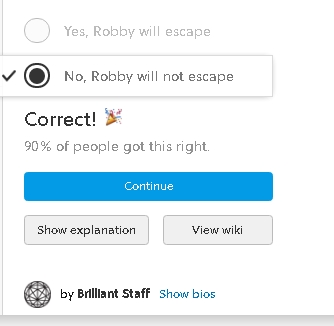 Yes, Robby will escape
No, Robby will not escape
Correct! 🎉
90% of people got this right.
Continue
Show explanation View wiki
by Brilliant Staff Show bios